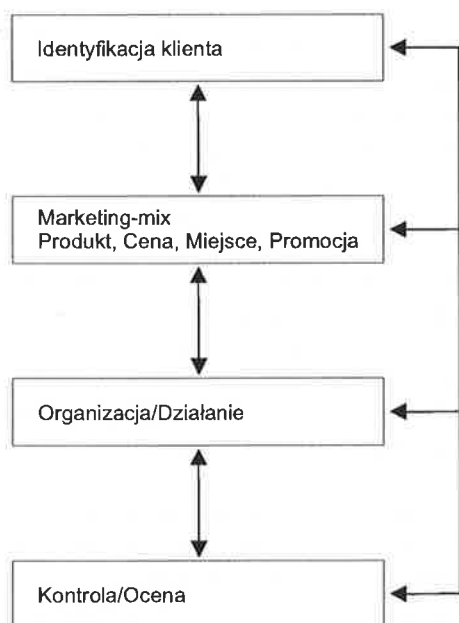 Identyfikacja klienta
Marketing-mix
Produkt, Cena, Miejsce, Promocja
Organizacja/Działanie
Kontrola/Ocena